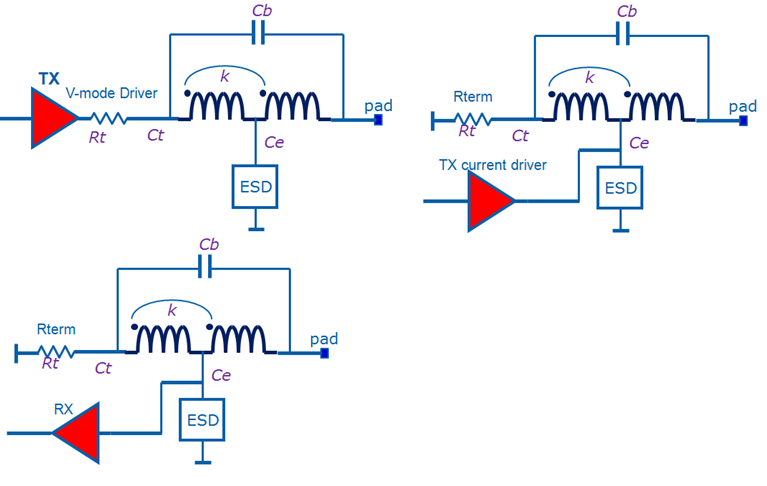 Cb
TX
V-mode Driver
k
pad
Rt
Ct
Ce
ESD
Cb
Rterm
k
pad
Rt
Ct
Ce
TX current driver
ESD
Cb
Rterm
k
pad
Rt
Ct
Ce
RX
ESD